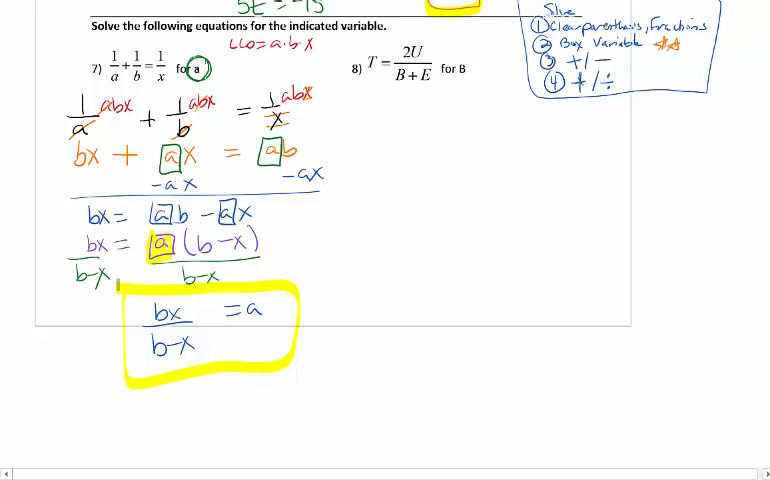 5t = -15
Solve the following equations for the indicated variable.
LCD = a·b·x
7) 1/a + 1/b = 1/x for a
8) T = 2U/(B + E) for B
Solve
① Clear parenthesis, fractions
② Box Variable ★★
③ +/−
④ */÷
1/a abx + 1/b abx = 1/x abx
bx + ax = ab
-ax -ax
bx = ab - ax
bx = a (b-x)
b-x b-x
bx/(b-x) = a